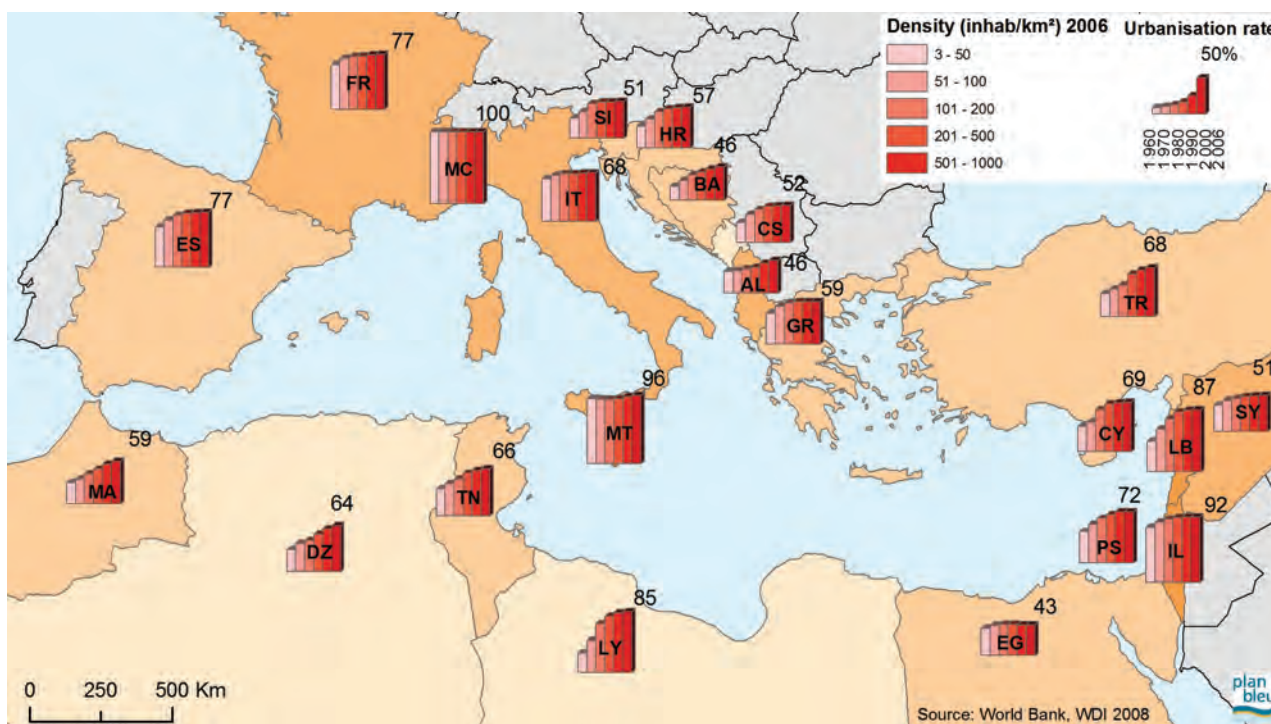 Density (inhab/km²) 2006
3 - 50
51 - 100
101 - 200
201 - 500
501 - 1000
Urbanisation rate
50%
1960
1970
1980
1990
2000
2006
77
FR
100
MC
51
SI
57
HR
46
BA
68
IT
52
CS
46
AL
59
GR
77
ES
68
TR
96
MT
69
CY
87
LB
51
SY
59
MA
66
TN
64
DZ
72
PS
92
IL
85
LY
43
EG
0 250 500 Km
Source: World Bank, WDI 2008
plan
bleu